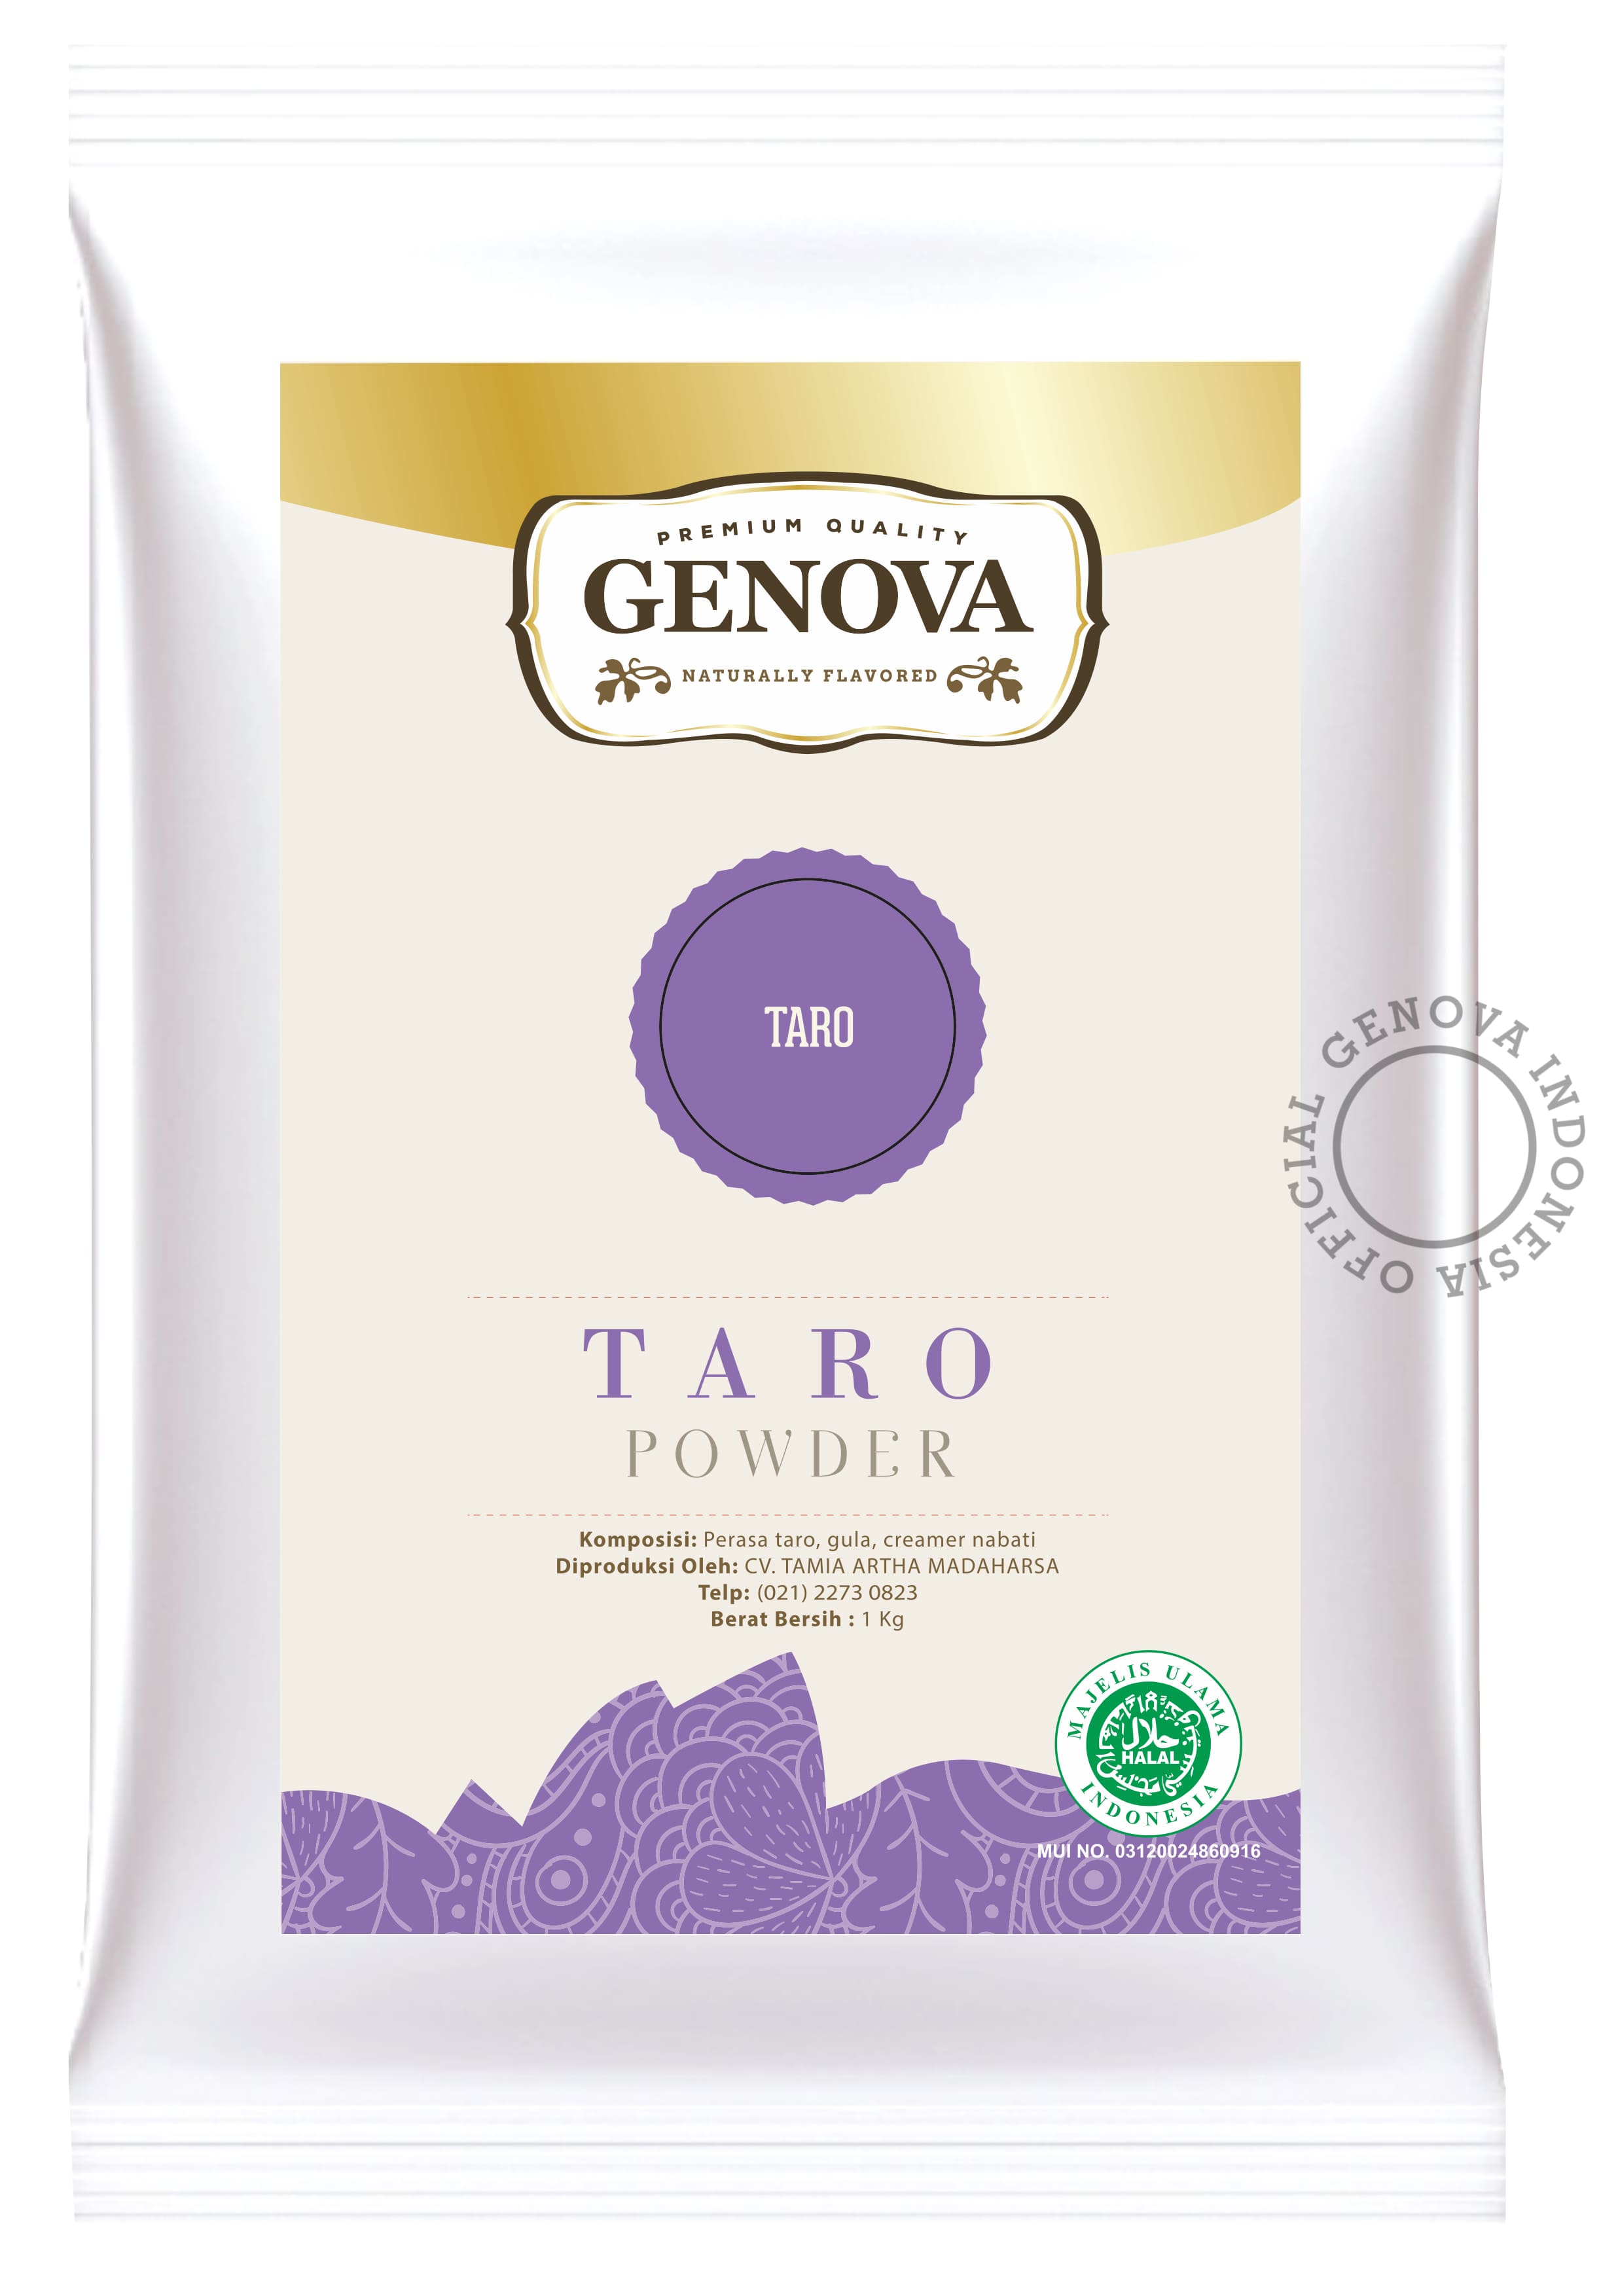 PREMIUM QUALITY
GENOVA
NATURALLY FLAVORED
TARO
OFFICIAL GENOVA INDONESIA
TARO
POWDER
Komposisi: Perasa taro, gula, creamer nabati
Diproduksi Oleh: CV. TAMIA ARTHA MADAHARSA
Telp: (021) 2273 0823
Berat Bersih : 1 Kg
MAJELIS ULAMA
حلال
HALAL
INDONESIA
MUI NO. 03120024860916